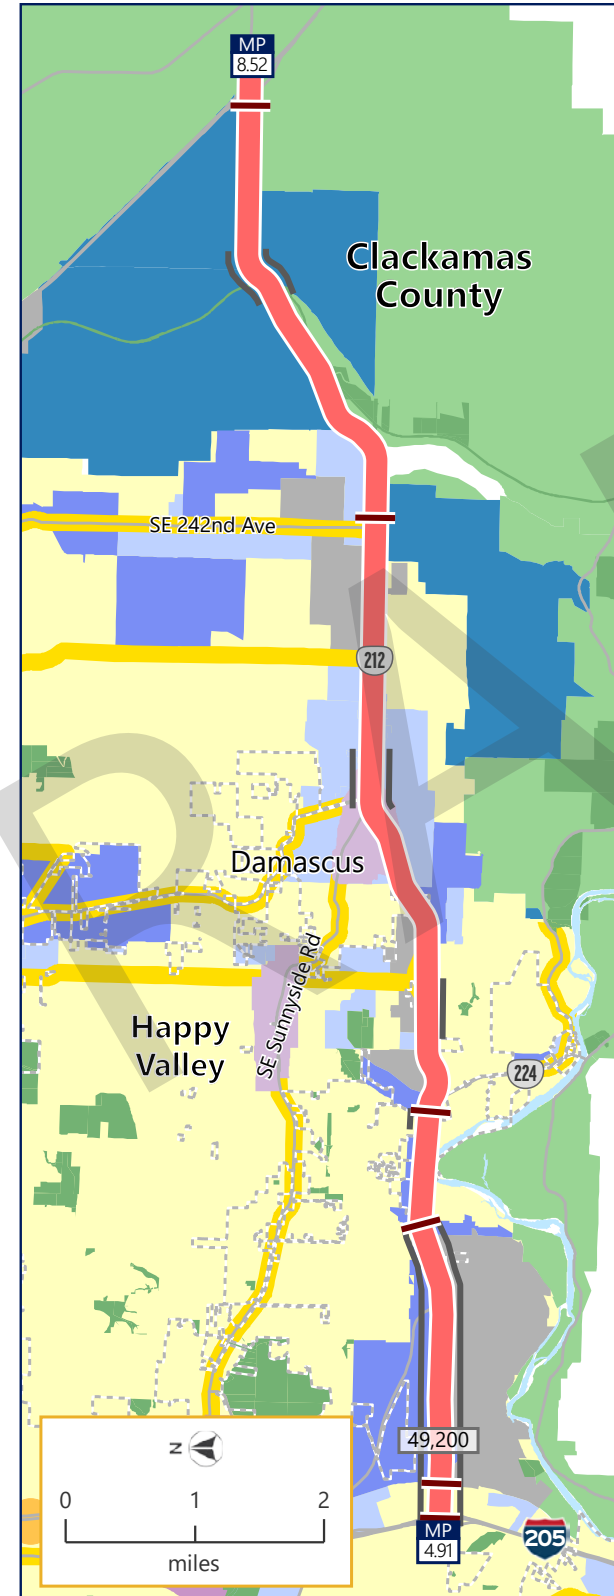 MP
8.52
Clackamas
County
SE 242nd Ave
212
Damascus
SE Sunnyside Rd
Happy
Valley
224
49,200
N
0 1 2
miles
MP
4.91
205